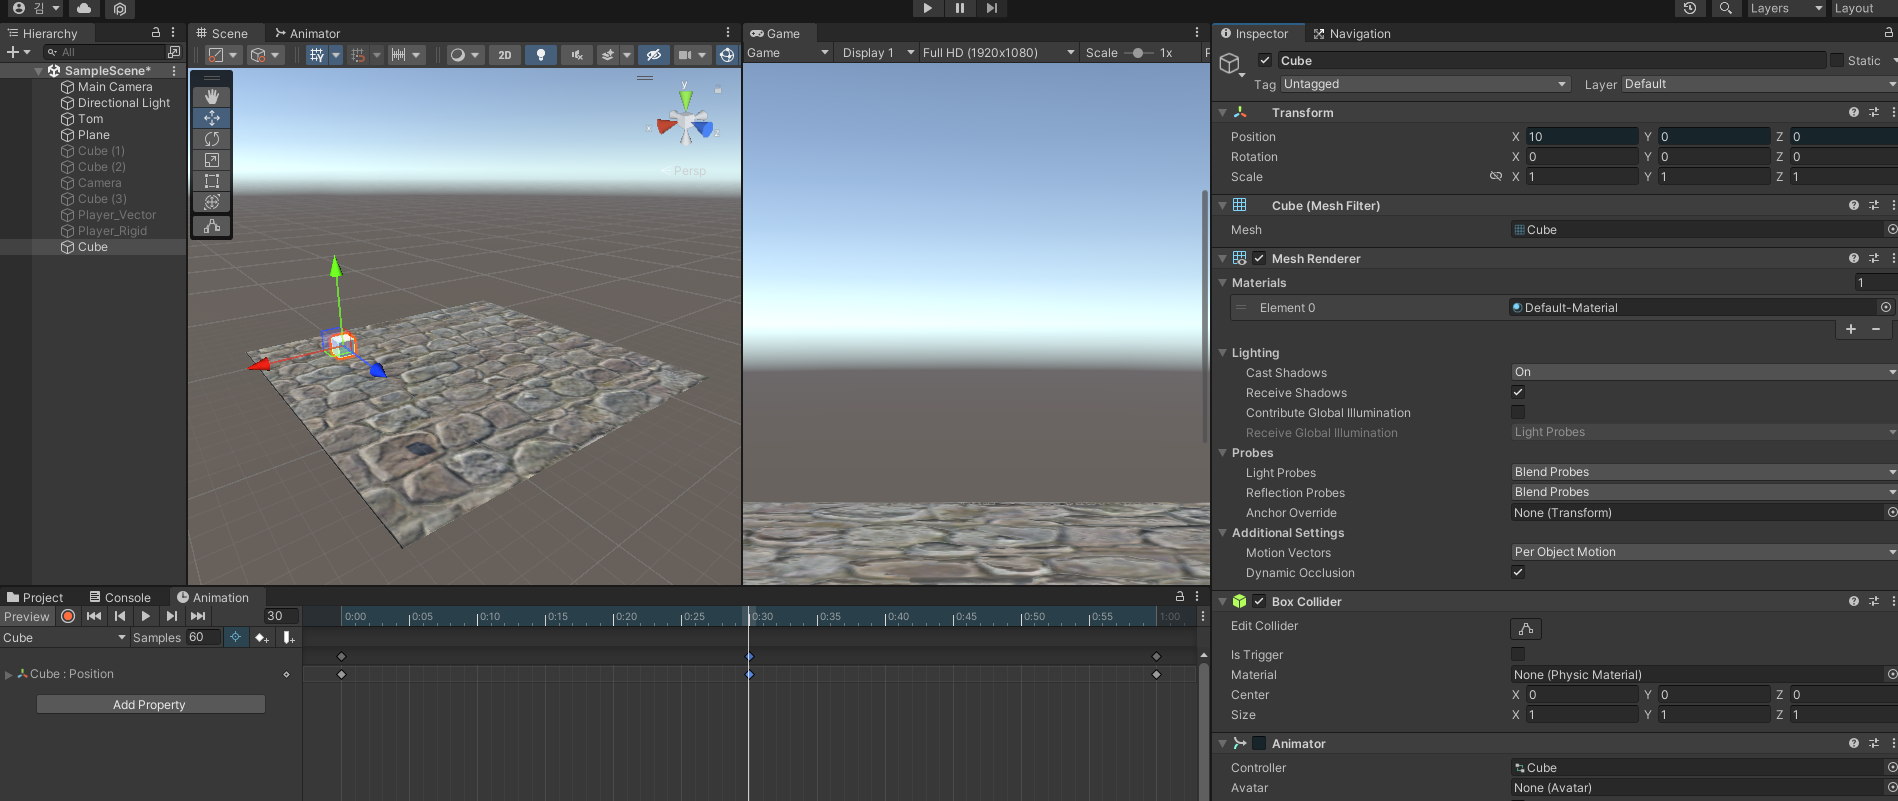 김
Layers
Layout
Hierarchy
All
SampleScene*
Main Camera
Directional Light
Tom
Plane
Cube (1)
Cube (2)
Camera
Cube (3)
Player_Vector
Player_Rigid
Cube
Scene
Animator
2D
y
x
z
Persp
Game
Game
Display 1
Full HD (1920x1080)
Scale
1x
Inspector
Navigation
Cube
Static
Tag Untagged
Layer Default
Transform
Position X 10 Y 0 Z 0
Rotation X 0 Y 0 Z 0
Scale X 1 Y 1 Z 1
Cube (Mesh Filter)
Mesh Cube
Mesh Renderer
Materials 1
Element 0 Default-Material
Lighting
Cast Shadows On
Receive Shadows
Contribute Global Illumination
Receive Global Illumination Light Probes
Probes
Light Probes Blend Probes
Reflection Probes Blend Probes
Anchor Override None (Transform)
Additional Settings
Motion Vectors Per Object Motion
Dynamic Occlusion
Box Collider
Edit Collider
Is Trigger
Material None (Physic Material)
Center X 0 Y 0 Z 0
Size X 1 Y 1 Z 1
Animator
Controller Cube
Avatar None (Avatar)
Project
Console
Animation
Preview 30
0:00 0:05 0:10 0:15 0:20 0:25 0:30 0:35 0:40 0:45 0:50 0:55 1:00
Cube Samples 60
Cube : Position
Add Property